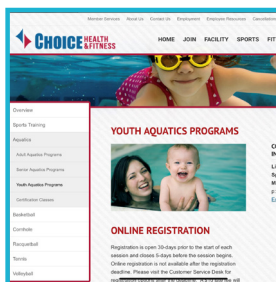 Member Services About Us Contact Us Employment Employee Resources Cancellation
CHOICE HEALTH
& FITNESS
HOME JOIN FACILITY SPORTS FIT
Overview
Sports Training
Aquatics
Adult Aquatics Programs
Senior Aquatics Programs
Youth Aquatics Programs
Certification Classes
Basketball
Cornhole
Racquetball
Tennis
Volleyball
YOUTH AQUATICS PROGRAMS
ONLINE REGISTRATION
Registration is open 30-days prior to the start of each
session and closes 5-days before the session begins.
Online registration is not available after the registration
deadline. Please visit the Customer Service Desk for